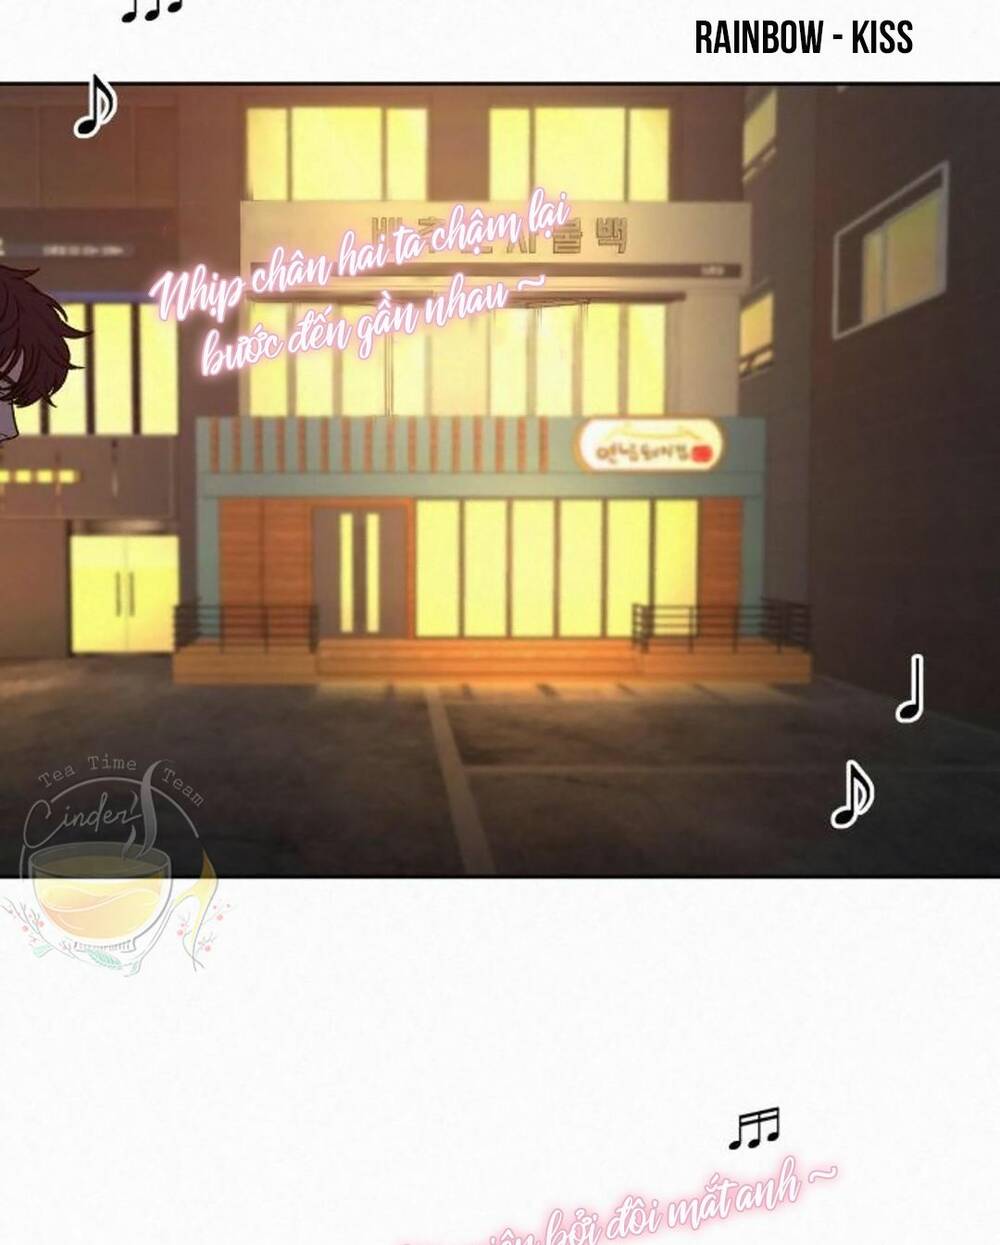 RAINBOW - KISS
백
Nhịp chân hai ta chậm lại
bước đến gần nhau ~
Tea Time Team
Cinder's
bởi đôi mắt anh ~